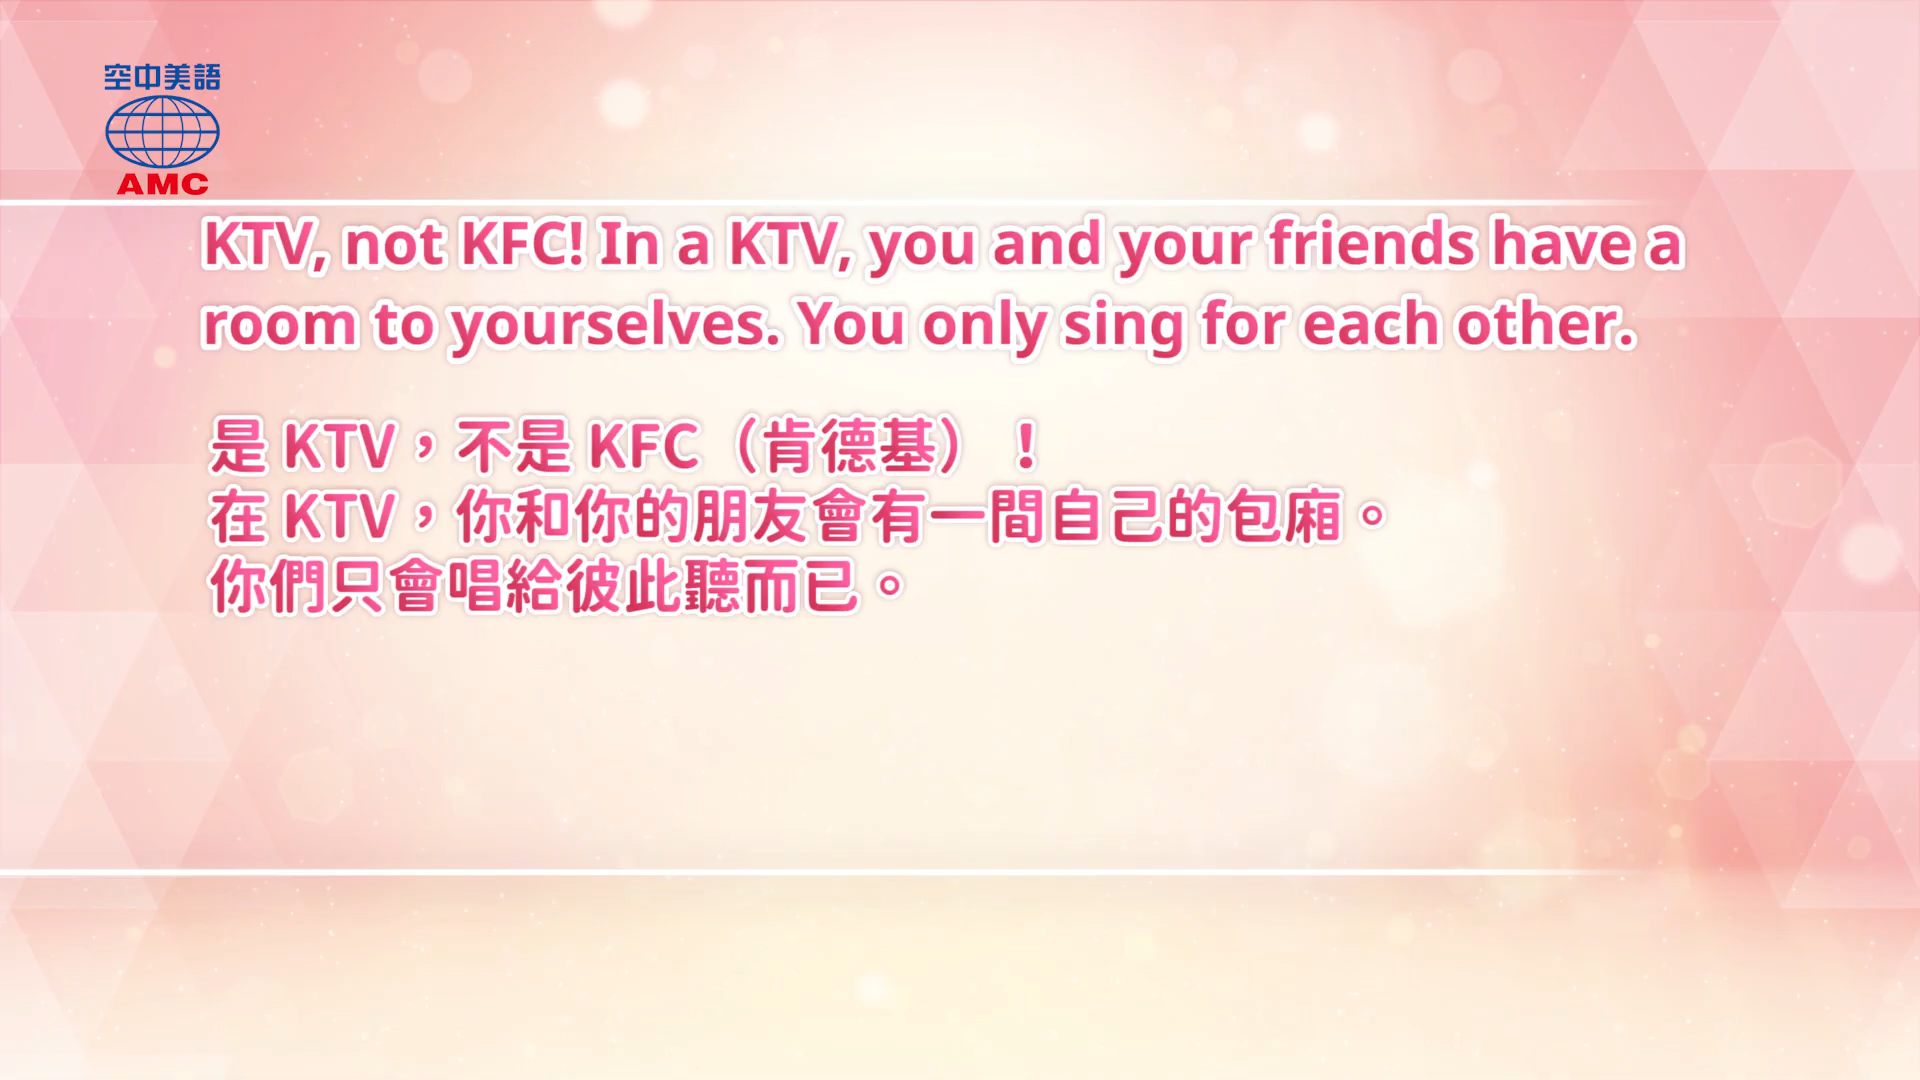 空中美語
AMC
KTV, not KFC! In a KTV, you and your friends have a
room to yourselves. You only sing for each other.
是 KTV，不是 KFC（肯德基）！
在 KTV，你和你的朋友會有一間自己的包廂。
你們只會唱給彼此聽而已。